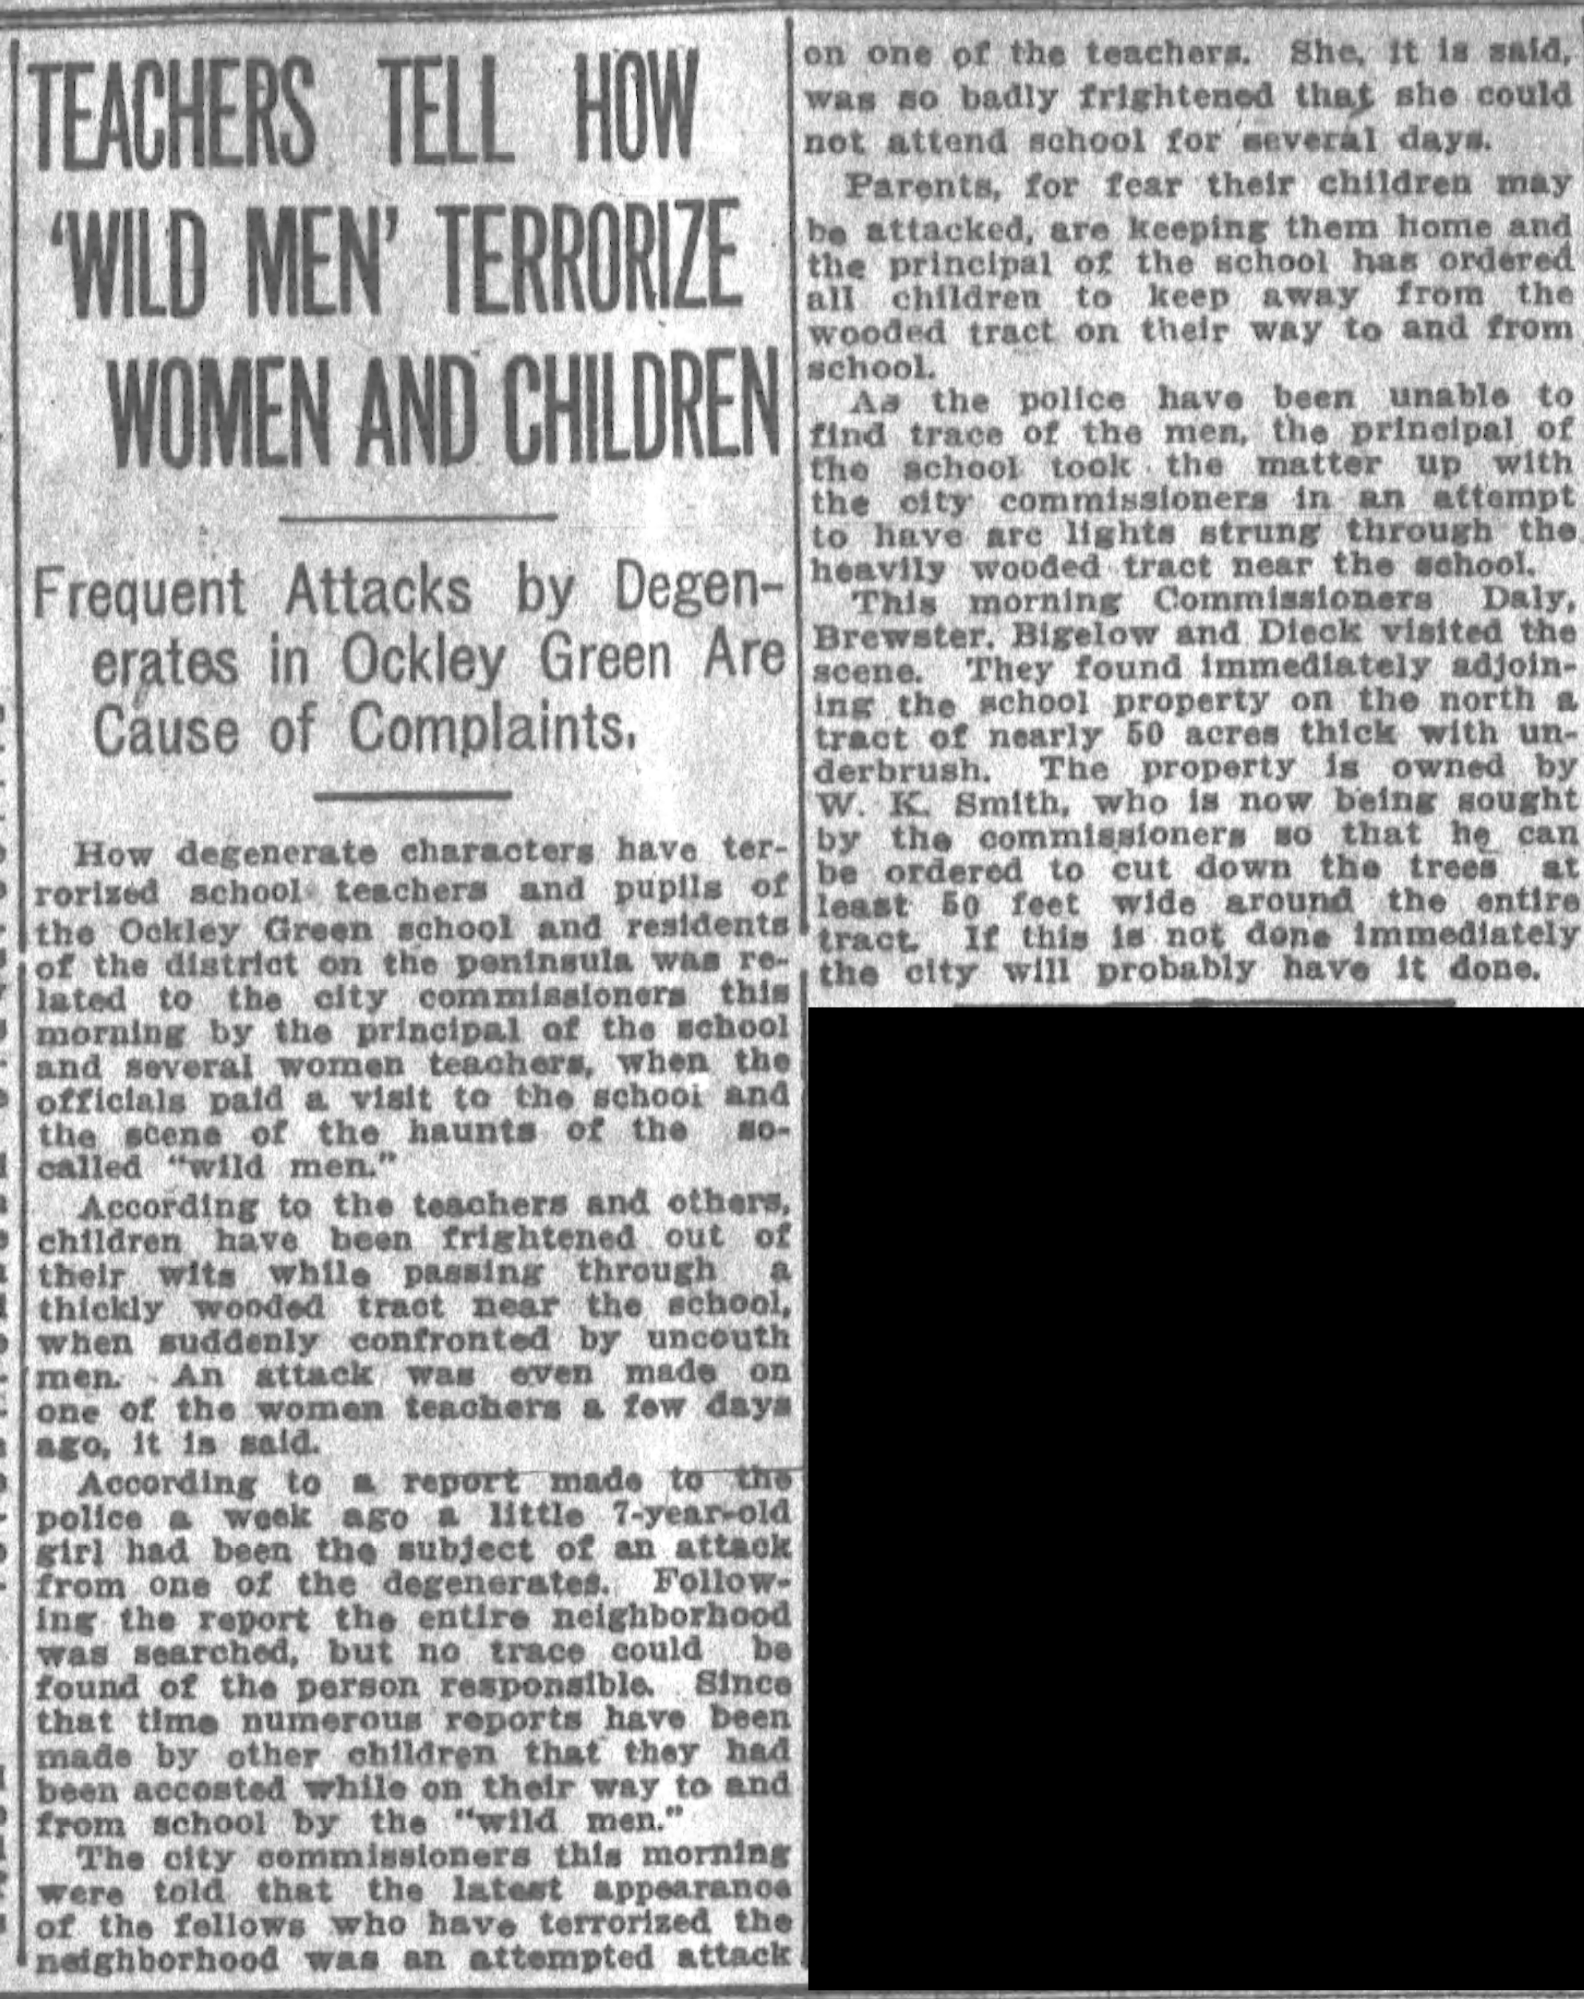 TEACHERS TELL HOW
'WILD MEN' TERRORIZE
WOMEN AND CHILDREN
Frequent Attacks by Degen-
erates in Ockley Green Are
Cause of Complaints.
How degenerate characters have ter-
rorized school teachers and pupils of
the Ockley Green school and residents
of the district on the peninsula was re-
lated to the city commissioners this
morning by the principal of the school
and several women teachers, when the
officials paid a visit to the school and
the scene of the haunts of the so-
called "wild men."
According to the teachers and others,
children have been frightened out of
their wits while passing through a
thickly wooded tract near the school,
when suddenly confronted by uncouth
men. An attack was even made on
one of the women teachers a few days
ago, it is said.
According to a report made to the
police a week ago a little 7-year-old
girl had been the subject of an attack
from one of the degenerates. Follow-
ing the report the entire neighborhood
was searched, but no trace could be
found of the person responsible. Since
that time numerous reports have been
made by other children that they had
been accosted while on their way to and
from school by the "wild men."
The city commissioners this morning
were told that the latest appearance
of the fellows who have terrorized the
neighborhood was an attempted attack
on one of the teachers. She, it is said,
was so badly frightened that she could
not attend school for several days.
Parents, for fear their children may
be attacked, are keeping them home and
the principal of the school has ordered
all children to keep away from the
wooded tract on their way to and from
school.
As the police have been unable to
find trace of the men, the principal of
the school took the matter up with
the city commissioners in an attempt
to have arc lights strung through the
heavily wooded tract near the school.
This morning Commissioners Daly,
Brewster, Bigelow and Dieck visited the
scene. They found immediately adjoin-
ing the school property on the north a
tract of nearly 50 acres thick with un-
derbrush. The property is owned by
W. K. Smith, who is now being sought
by the commissioners so that he can
be ordered to cut down the trees at
least 50 feet wide around the entire
tract. If this is not done immediately
the city will probably have it done.